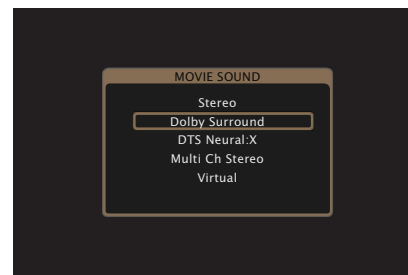 MOVIE SOUND
Stereo
Dolby Surround
DTS Neural:X
Multi Ch Stereo
Virtual